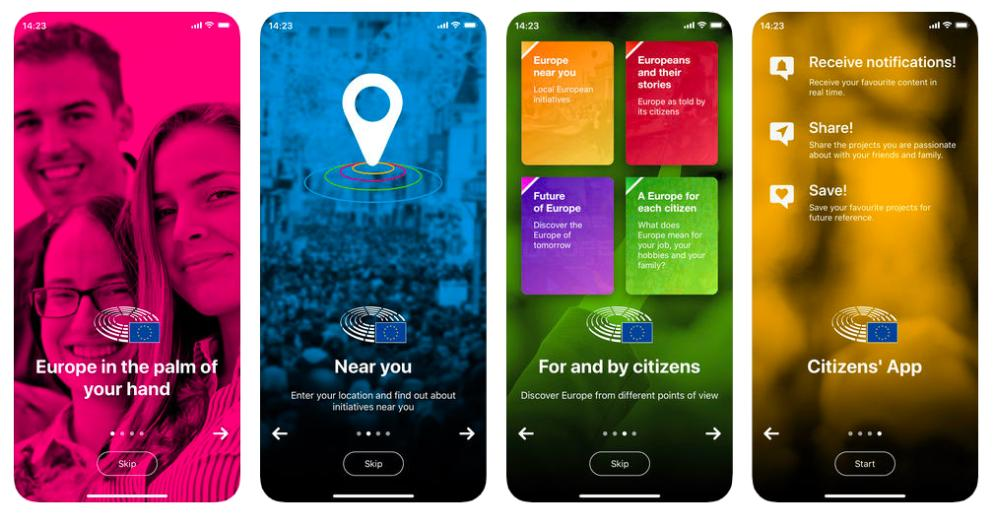 14:23
Europe in the palm of
your hand
Skip
14:23
Near you
Enter your location and find out about
initiatives near you
Skip
14:23
Europe
near you
Local European
initiatives
Europeans
and their
stories
Europe as told by
its citizens
Future
of Europe
Discover the
Europe of
tomorrow
A Europe for
each citizen
What does
Europe mean for
your job, your
hobbies and your
family?
For and by citizens
Discover Europe from different points of view
Skip
14:23
Receive notifications!
Receive your favourite content in
real time.
Share!
Share the projects you are passionate
about with your friends and family.
Save!
Save your favourite projects for
future reference.
Citizens' App
Start